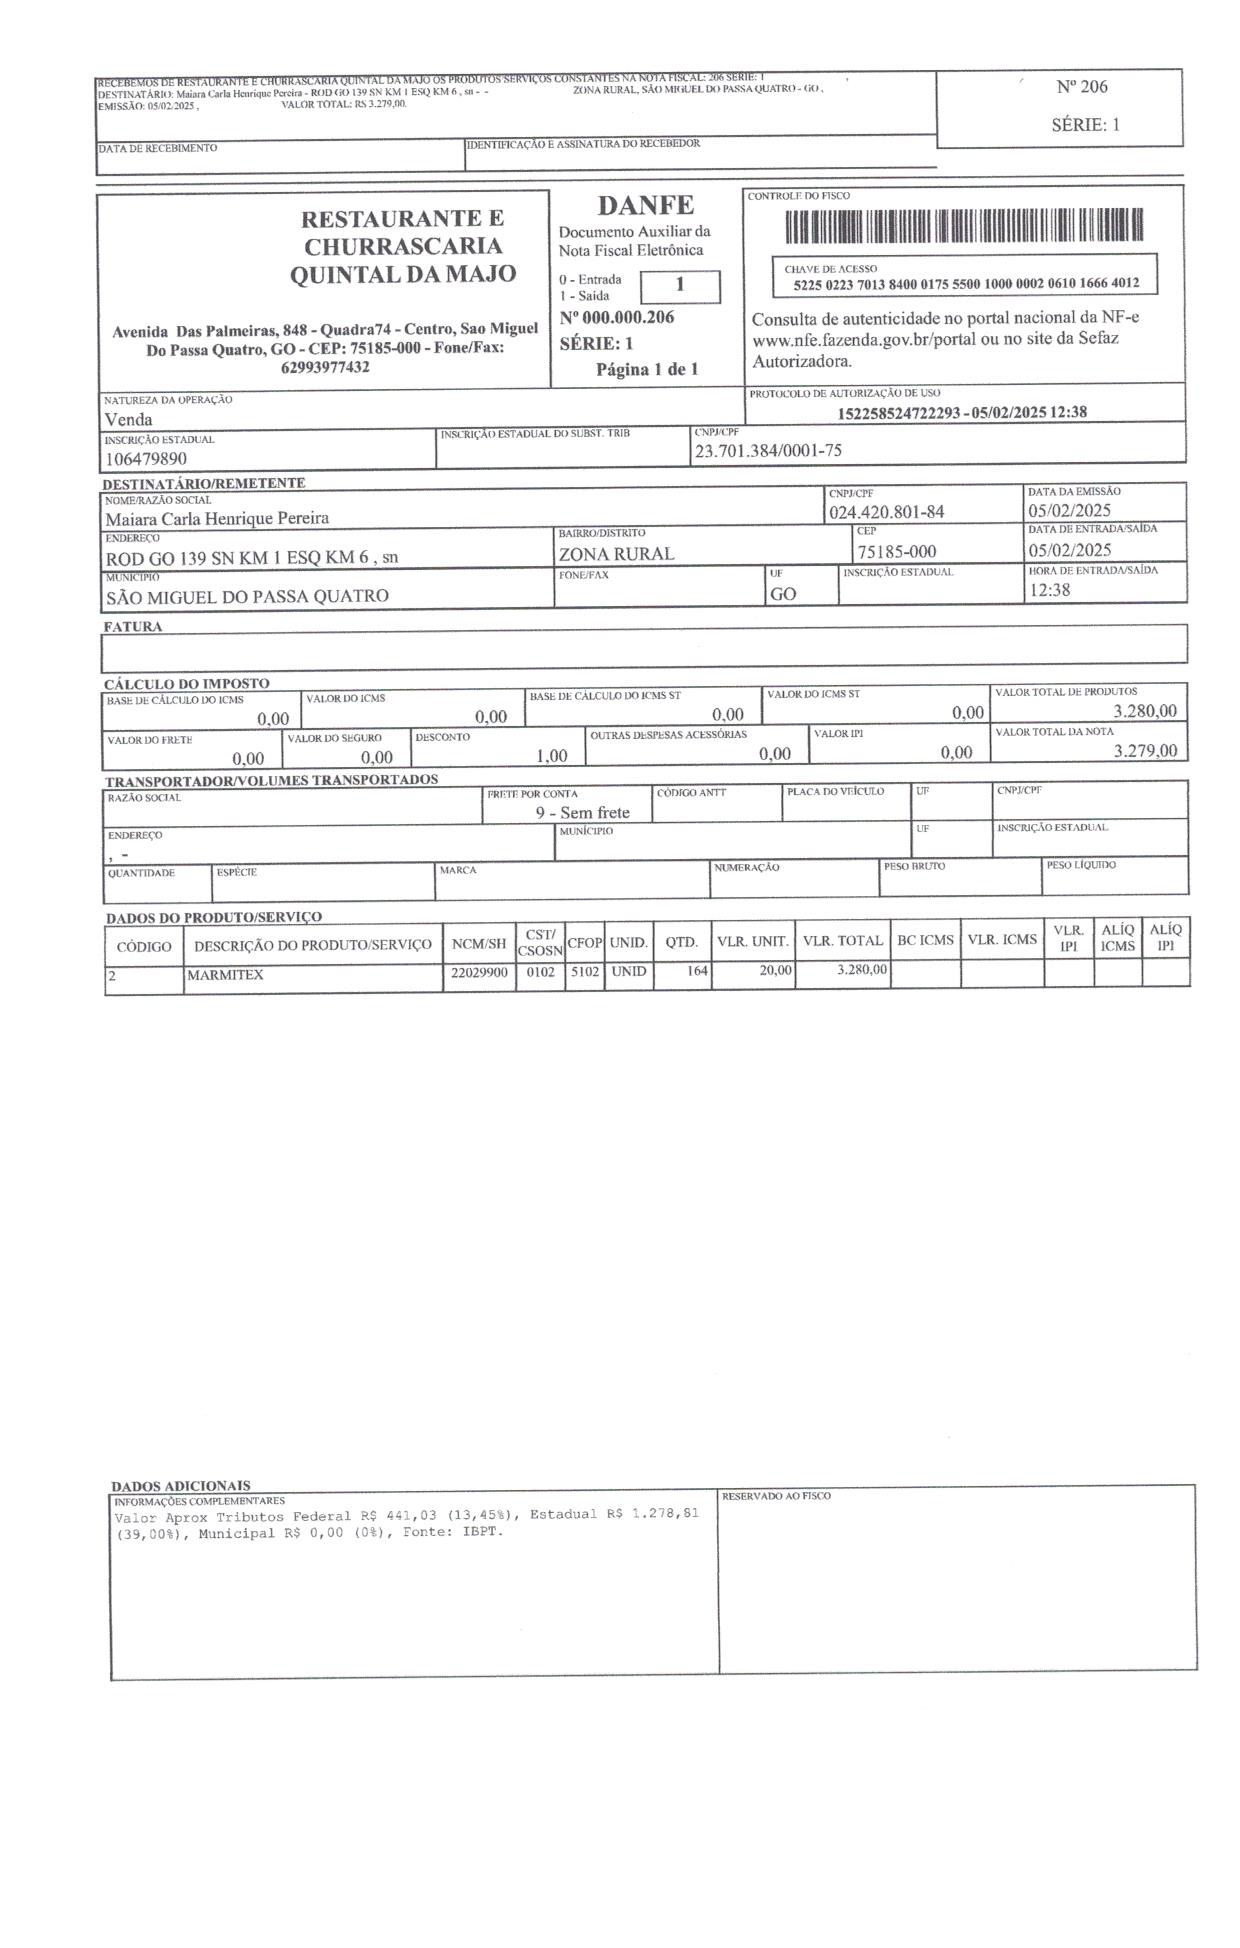 RECEBEMOS DE RESTAURANTE E CHURRASCARIA QUINTAL DA MAJO OS PRODUTOS/SERVIÇOS CONSTANTES NA NOTA FISCAL: 206 SERIE: 1
DESTINATÁRIO: Maiara Carla Henrique Pereira - ROD GO 139 SN KM 1 ESQ KM 6 , sn - - ZONA RURAL, SÃO MIGUEL DO PASSA QUATRO - GO ,
EMISSÃO: 05/02/2025 , VALOR TOTAL: R$ 3.279,00.
Nº 206
SÉRIE: 1
DATA DE RECEBIMENTO
IDENTIFICAÇÃO E ASSINATURA DO RECEBEDOR
RESTAURANTE E
CHURRASCARIA
QUINTAL DA MAJO
Avenida Das Palmeiras, 848 - Quadra74 - Centro, Sao Miguel
Do Passa Quatro, GO - CEP: 75185-000 - Fone/Fax:
62993977432
DANFE
Documento Auxiliar da
Nota Fiscal Eletrônica
0 - Entrada
1 - Saída
1
Nº 000.000.206
SÉRIE: 1
Página 1 de 1
CONTROLE DO FISCO
CHAVE DE ACESSO
5225 0223 7013 8400 0175 5500 1000 0002 0610 1666 4012
Consulta de autenticidade no portal nacional da NF-e
www.nfe.fazenda.gov.br/portal ou no site da Sefaz
Autorizadora.
NATUREZA DA OPERAÇÃO
Venda
PROTOCOLO DE AUTORIZAÇÃO DE USO
152258524722293 - 05/02/2025 12:38
INSCRIÇÃO ESTADUAL
106479890
INSCRIÇÃO ESTADUAL DO SUBST. TRIB
CNPJ/CPF
23.701.384/0001-75
DESTINATÁRIO/REMETENTE
NOME/RAZÃO SOCIAL
Maiara Carla Henrique Pereira
CNPJ/CPF
024.420.801-84
DATA DA EMISSÃO
05/02/2025
ENDEREÇO
ROD GO 139 SN KM 1 ESQ KM 6 , sn
BAIRRO/DISTRITO
ZONA RURAL
CEP
75185-000
DATA DE ENTRADA/SAÍDA
05/02/2025
MUNICIPIO
SÃO MIGUEL DO PASSA QUATRO
FONE/FAX
UF
GO
INSCRIÇÃO ESTADUAL
HORA DE ENTRADA/SAÍDA
12:38
FATURA
CÁLCULO DO IMPOSTO
BASE DE CÁLCULO DO ICMS
0,00
VALOR DO ICMS
0,00
BASE DE CÁLCULO DO ICMS ST
0,00
VALOR DO ICMS ST
0,00
VALOR TOTAL DE PRODUTOS
3.280,00
VALOR DO FRETE
0,00
VALOR DO SEGURO
0,00
DESCONTO
1,00
OUTRAS DESPESAS ACESSÓRIAS
0,00
VALOR IPI
0,00
VALOR TOTAL DA NOTA
3.279,00
TRANSPORTADOR/VOLUMES TRANSPORTADOS
RAZÃO SOCIAL
FRETE POR CONTA
9 - Sem frete
CÓDIGO ANTT
PLACA DO VEÍCULO
UF
CNPJ/CPF
ENDEREÇO
, -
MUNÍCIPIO
UF
INSCRIÇÃO ESTADUAL
QUANTIDADE
ESPÉCIE
MARCA
NUMERAÇÃO
PESO BRUTO
PESO LÍQUIDO
DADOS DO PRODUTO/SERVIÇO
CÓDIGO DESCRIÇÃO DO PRODUTO/SERVIÇO NCM/SH CST/CSOSN CFOP UNID. QTD. VLR. UNIT. VLR. TOTAL BC ICMS VLR. ICMS VLR. IPI ALÍQ ICMS ALÍQ IPI
2 MARMITEX 22029900 0102 5102 UNID 164 20,00 3.280,00
DADOS ADICIONAIS
INFORMAÇÕES COMPLEMENTARES
Valor Aprox Tributos Federal R$ 441,03 (13,45%), Estadual R$ 1.278,81
(39,00%), Municipal R$ 0,00 (0%), Fonte: IBPT.
RESERVADO AO FISCO